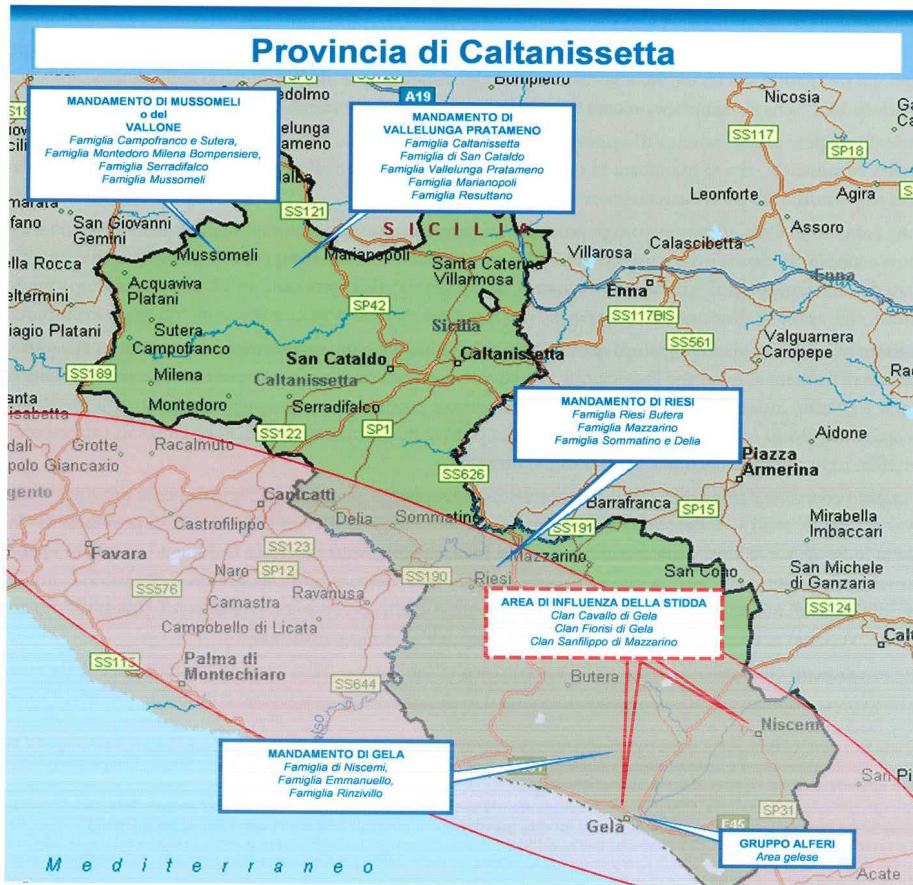 Provincia di Caltanissetta
MANDAMENTO DI MUSSOMELI
o del
VALLONE
Famiglia Campofranco e Sutera,
Famiglia Montedoro Milena Bompensiere,
Famiglia Serradifalco
Famiglia Mussomeli
MANDAMENTO DI
VALLELUNGA PRATAMENO
Famiglia Caltanissetta
Famiglia di San Cataldo
Famiglia Vallelunga Pratameno
Famiglia Marianopoli
Famiglia Resuttano
A19
Nicosia
SS117
SP18
Leonforte
Agira
Assoro
SS121
San Giovanni
Gemini
SICILIA
Mussomeli
Marianopoli
Santa Caterina
Villarmosa
Villarosa
Calascibetta
Enna
Enna
Acquaviva
Platani
SP42
SS117BIS
Sutera
Sicilia
SS561
Valguarnera
Caropepe
Campofranco
San Cataldo
Caltanissetta
SS189
Milena
Caltanissetta
Montedoro
Serradifalco
MANDAMENTO DI RIESI
Famiglia Riesi Butera
Famiglia Mazzarino
Famiglia Sommatino e Delia
SS122
SP1
Grotte
Racalmuto
Aidone
SS626
Piazza
Armerina
Canicattì
Barrafranca
SP15
Castrofilippo
Delia
Sommatino
SS191
Mirabella
Imbaccari
Favara
SS123
Mazzarino
Naro
SP12
SS190
Riesi
San Cono
San Michele
di Ganzaria
SS576
Ravanusa
Camastra
SS124
AREA DI INFLUENZA DELLA STIDDA
Clan Cavallo di Gela
Clan Fiorisi di Gela
Clan Sanfilippo di Mazzarino
Campobello di Licata
SS115
Palma di
Montechiaro
SS644
Butera
Niscemi
MANDAMENTO DI GELA
Famiglia di Niscemi,
Famiglia Emmanuello,
Famiglia Rinzivillo
SP31
Gela
E45
GRUPPO ALFERI
Area gelese
Mediterraneo
Acate